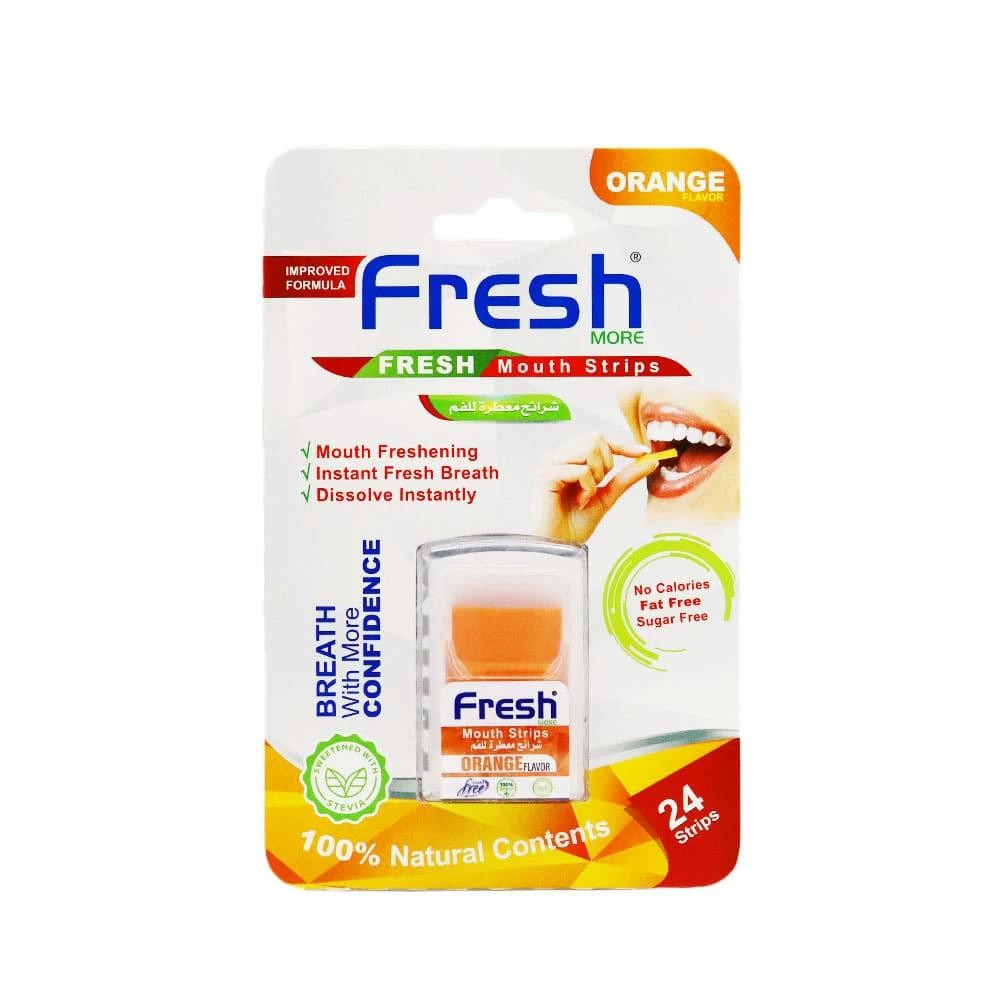 ORANGE
FLAVOR
IMPROVED
FORMULA
Fresh®
MORE
FRESH Mouth Strips
شرائح معطرة للفم
√ Mouth Freshening
√ Instant Fresh Breath
√ Dissolve Instantly
BREATH
With More
CONFIDENCE
No Calories
Fat Free
Sugar Free
Fresh
MORE
Mouth Strips
شرائح معطرة للفم
ORANGE FLAVOR
free
100%
SWEETENED WITH
STEVIA
24
Strips
100% Natural Contents